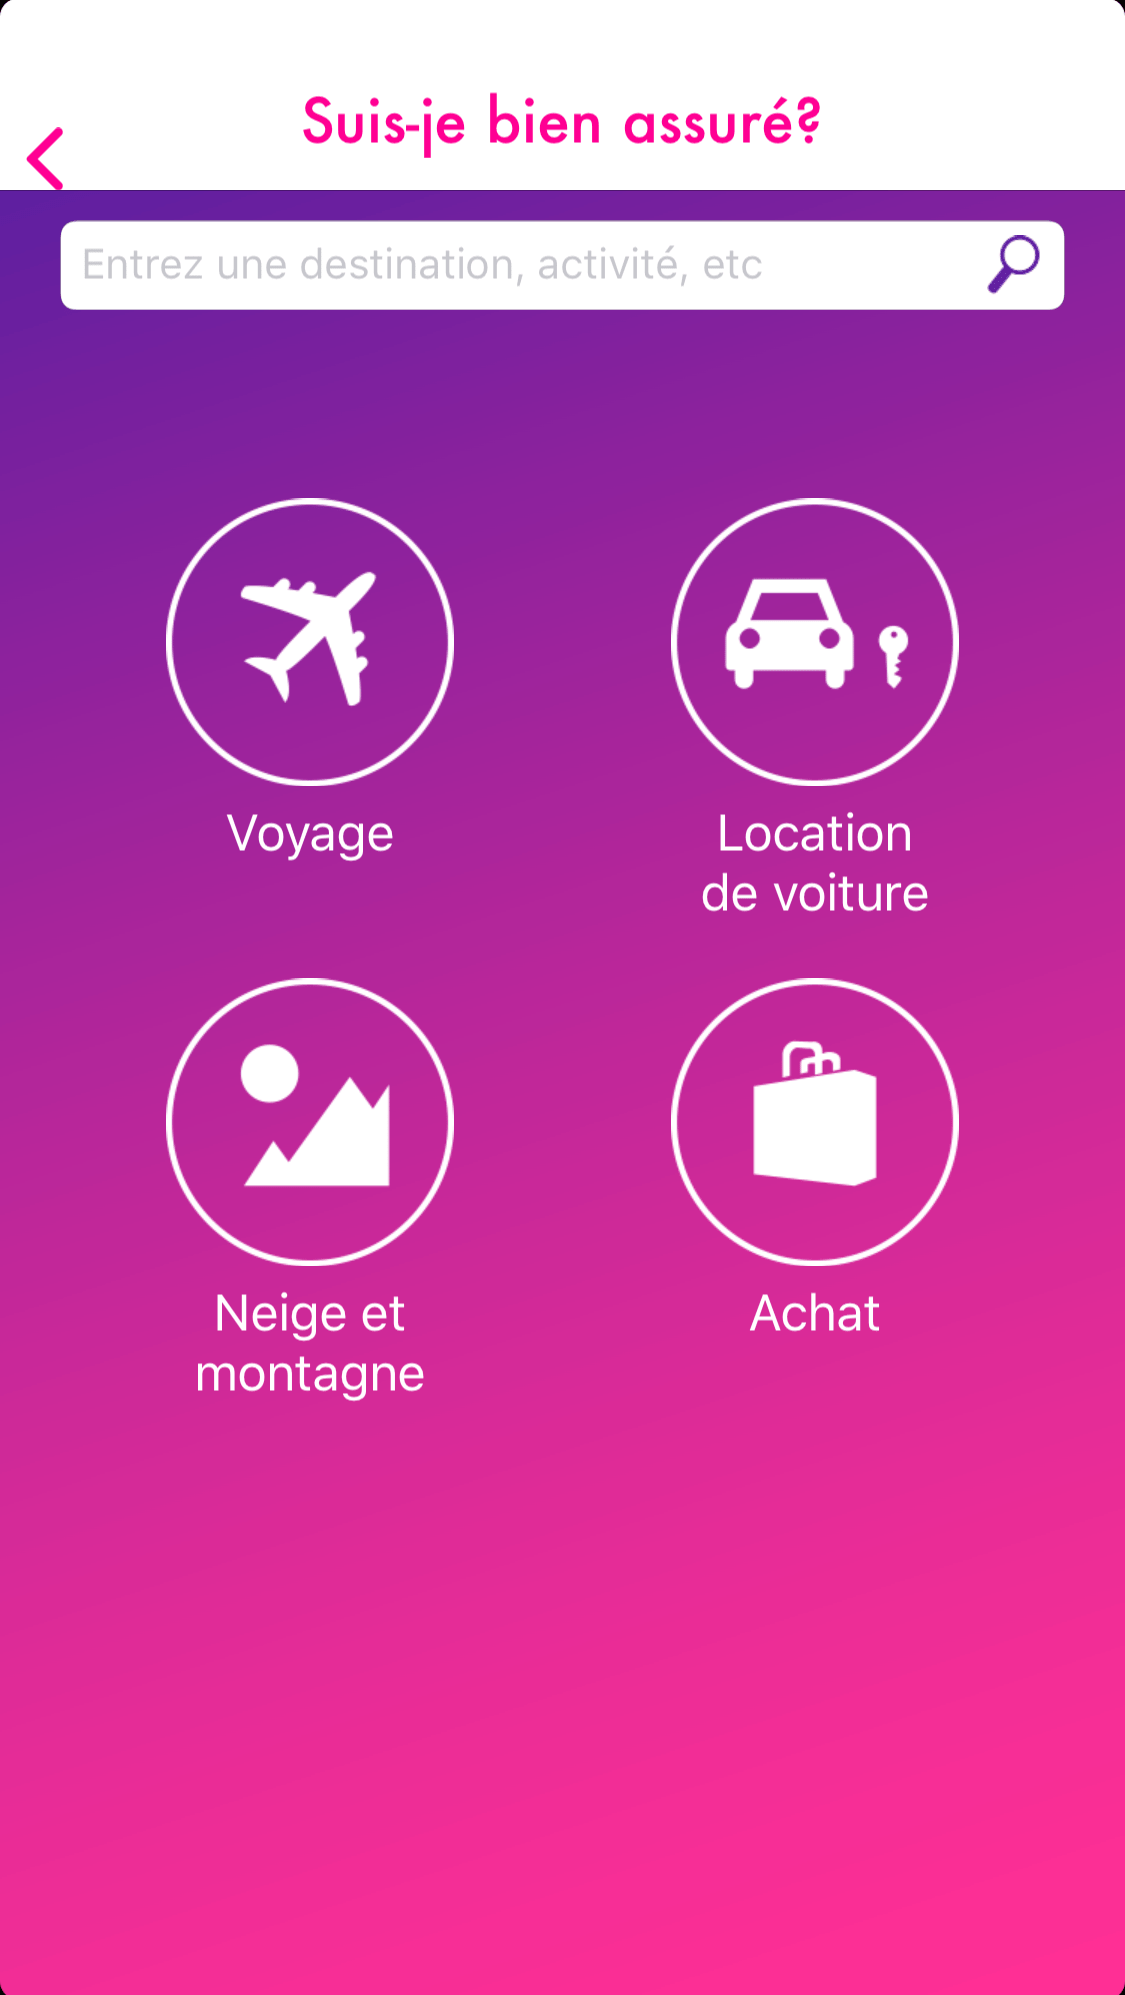 Suis-je bien assuré?
Entrez une destination, activité, etc
Voyage
Location
de voiture
Neige et
montagne
Achat